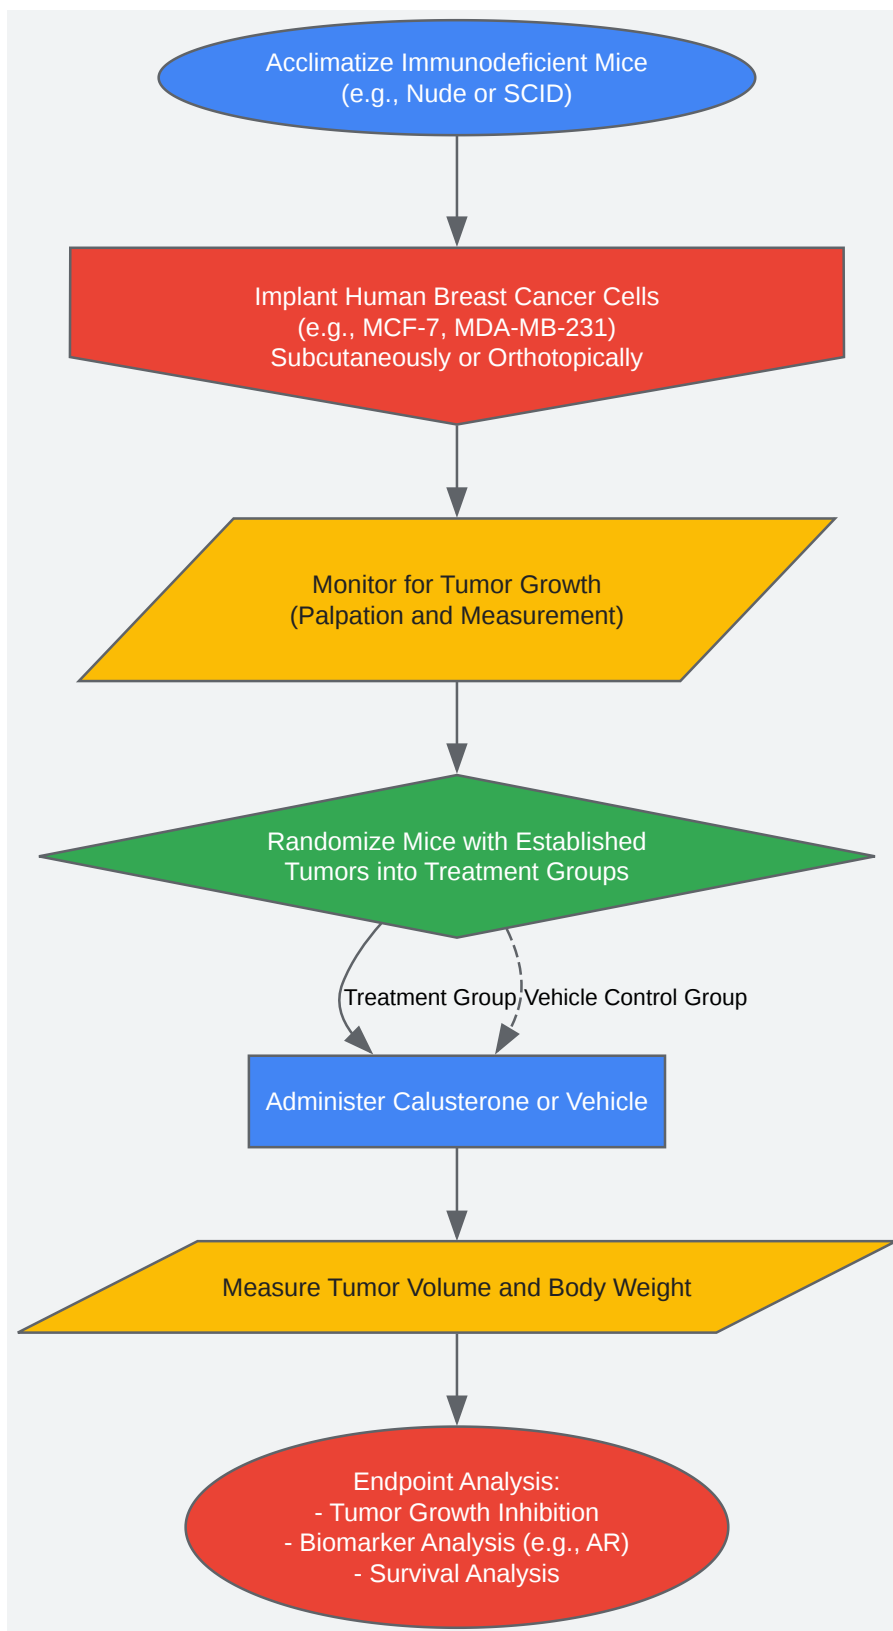 Acclimatize Immunodeficient Mice
(e.g., Nude or SCID)
Implant Human Breast Cancer Cells
(e.g., MCF-7, MDA-MB-231)
Subcutaneously or Orthotopically
Monitor for Tumor Growth
(Palpation and Measurement)
Randomize Mice with Established
Tumors into Treatment Groups
Treatment Group
Vehicle Control Group
Administer Calusterone or Vehicle
Measure Tumor Volume and Body Weight
Endpoint Analysis:
- Tumor Growth Inhibition
- Biomarker Analysis (e.g., AR)
- Survival Analysis